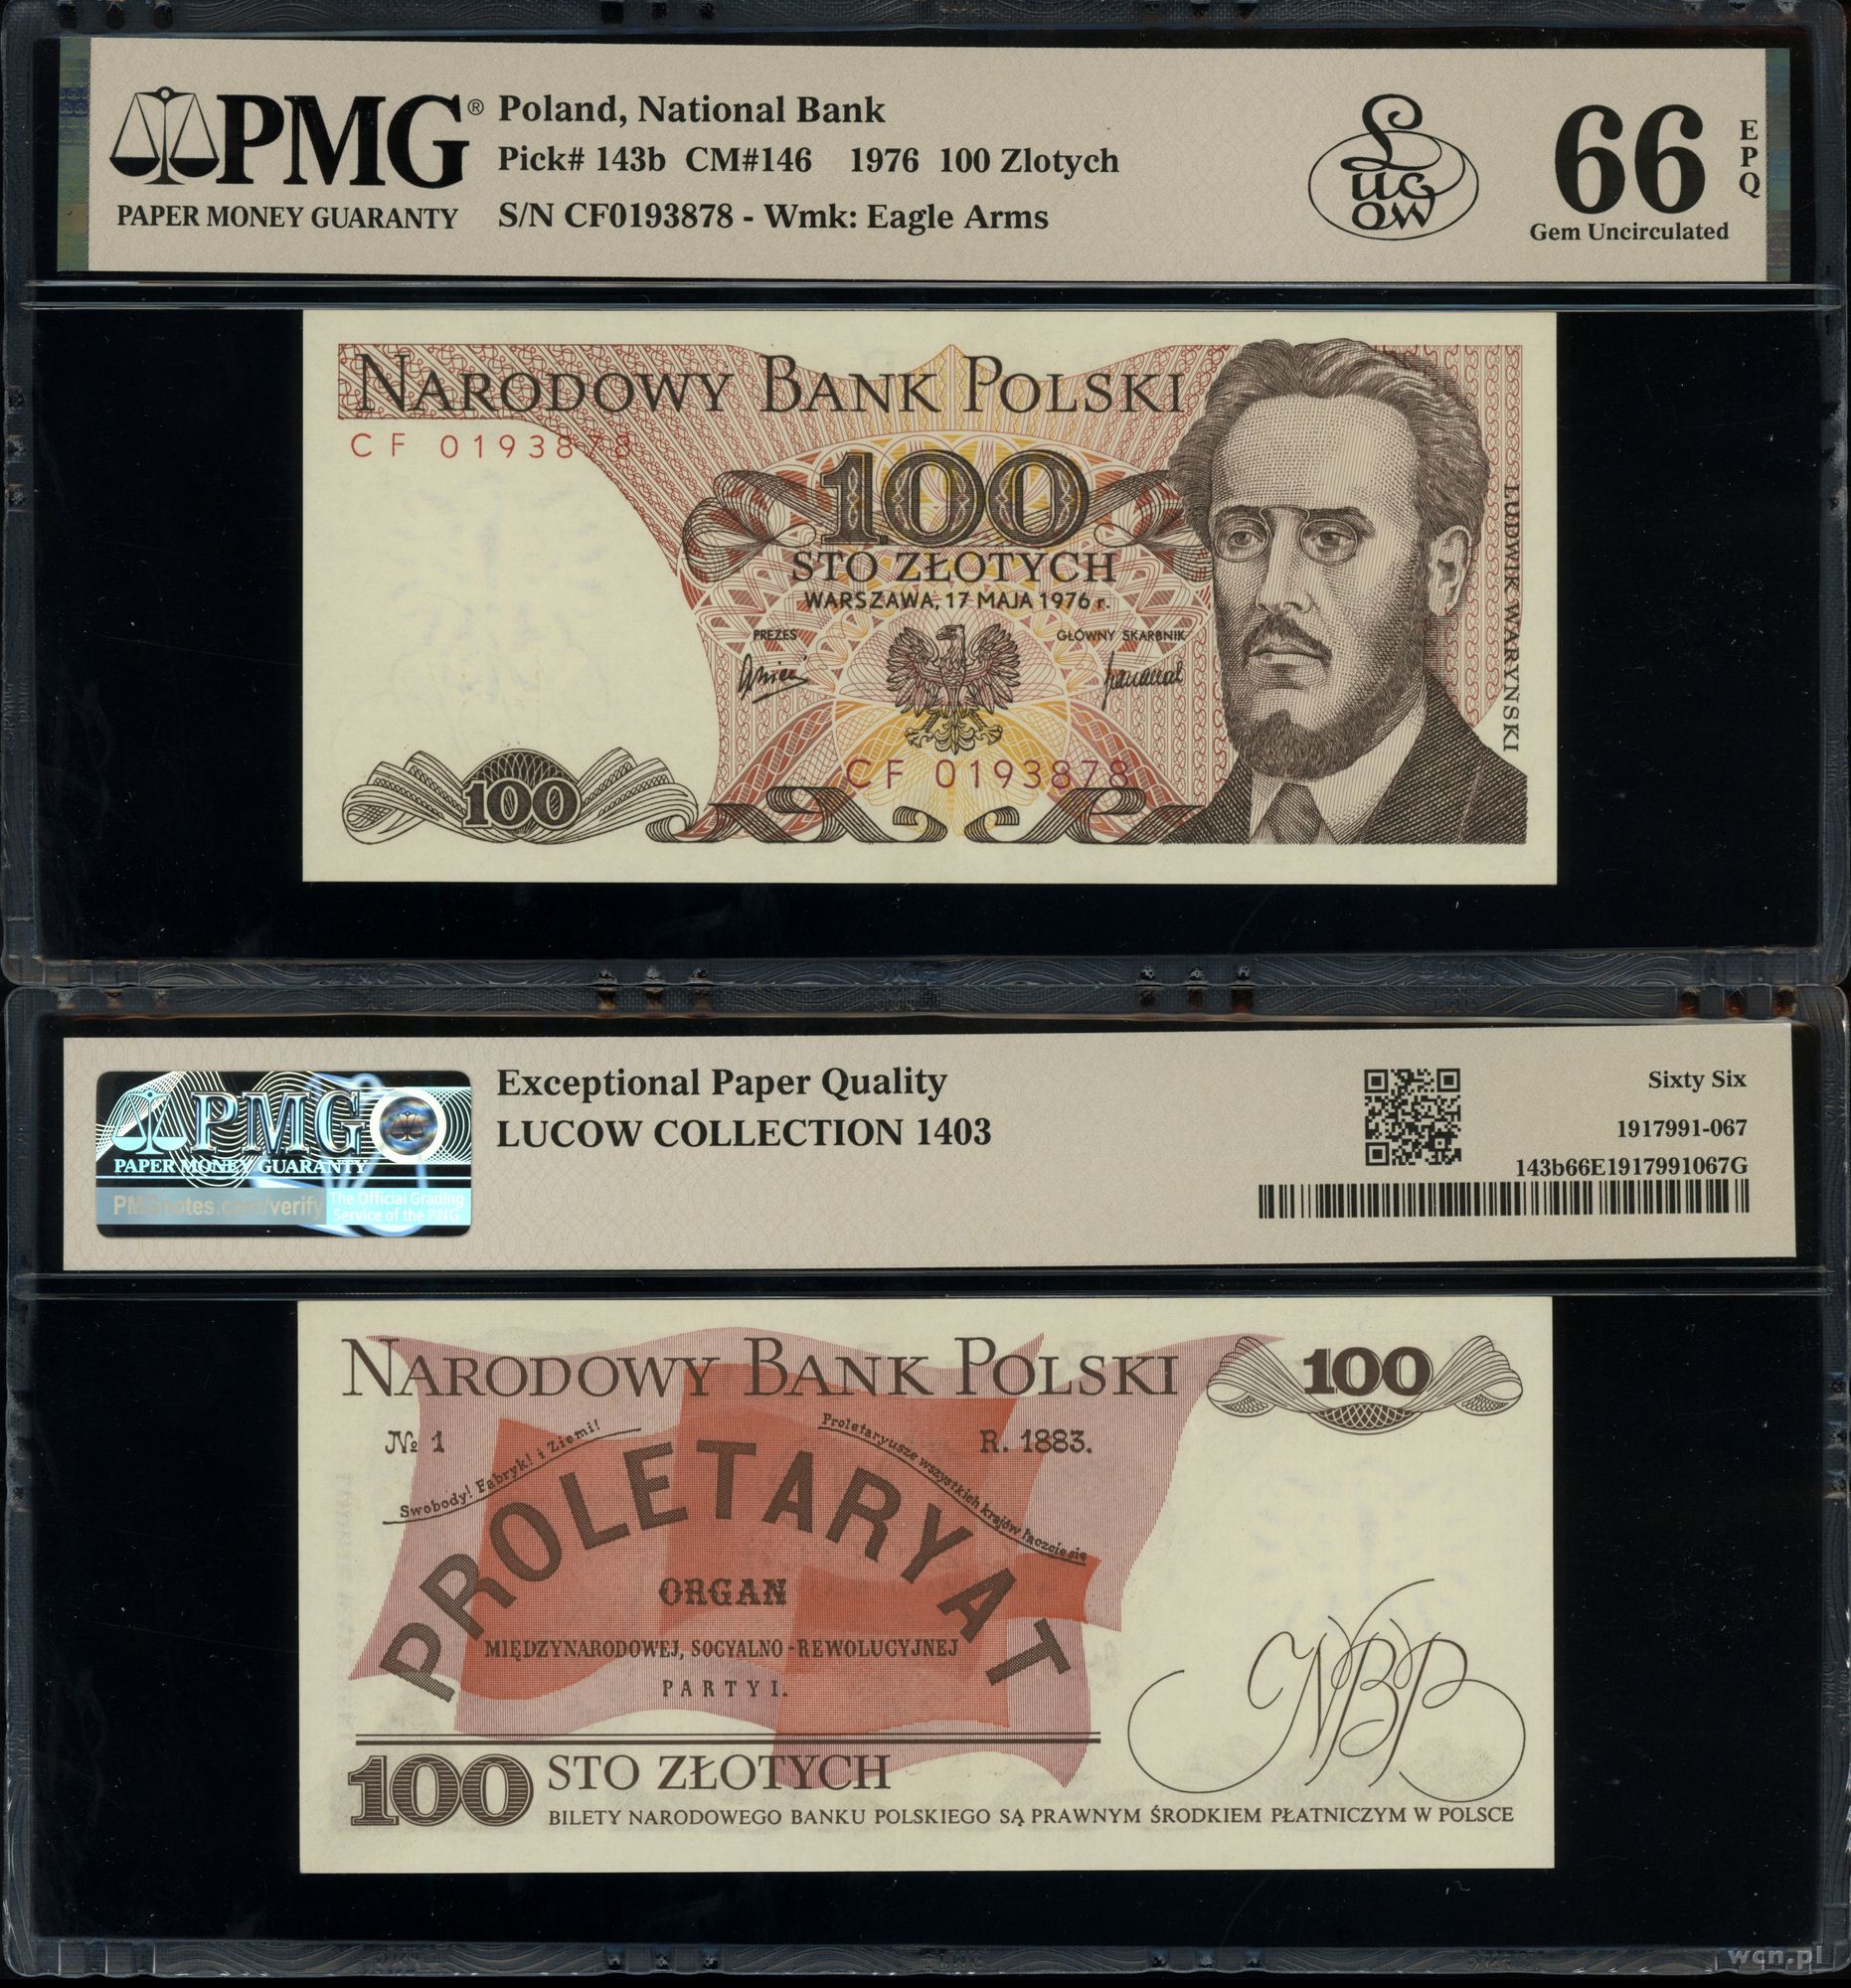 PMG®
PAPER MONEY GUARANTY
Poland, National Bank
Pick# 143b CM#146 1976 100 Zlotych
S/N CF0193878 - Wmk: Eagle Arms
LUCOW
66
EPQ
Gem Uncirculated
NARODOWY BANK POLSKI
CF 0193878
100
STO ZŁOTYCH
WARSZAWA, 17 MAJA 1976 r.
PREZES
GŁÓWNY SKARBNIK
LUDWIK WARYŃSKI
CF 0193878
100
PMG
PAPER MONEY GUARANTY
PMGnotes.com/verify
The Official Grading
Service of the PNG
Exceptional Paper Quality
LUCOW COLLECTION 1403
Sixty Six
1917991-067
143b66E1917991067G
NARODOWY BANK POLSKI
100
№ 1
Swobody! Fabryk! i Ziemi!
Proletaryusze wszystkich krajów łączcie się
R. 1883.
PROLETARYAT
ORGAN
MIĘDZYNARODOWEJ, SOCYALNO-REWOLUCYJNEJ
PARTYI.
NBP
100 STO ZŁOTYCH
BILETY NARODOWEGO BANKU POLSKIEGO SĄ PRAWNYM ŚRODKIEM PŁATNICZYM W POLSCE
wcn.pl